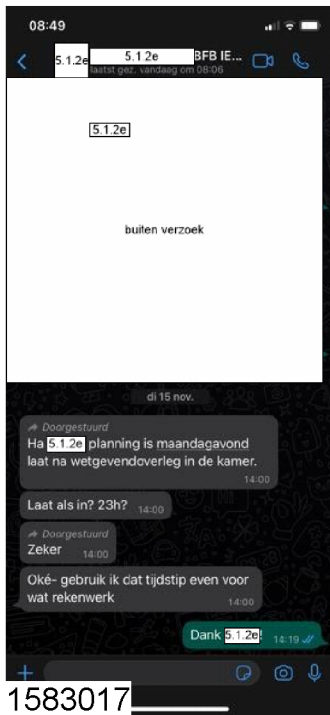 08:49
5.1.2e 5.1.2e BFB IE...
laatst gez. vandaag om 08:06
5.1.2e
buiten verzoek
di 15 nov.
Doorgestuurd
Ha 5.1.2e planning is maandagavond
laat na wetgevendoverleg in de kamer.
14:00
Laat als in? 23h? 14:00
Doorgestuurd
Zeker 14:00
Oké- gebruik ik dat tijdstip even voor
wat rekenwerk
14:00
Dank 5.1.2e! 14:19
1583017